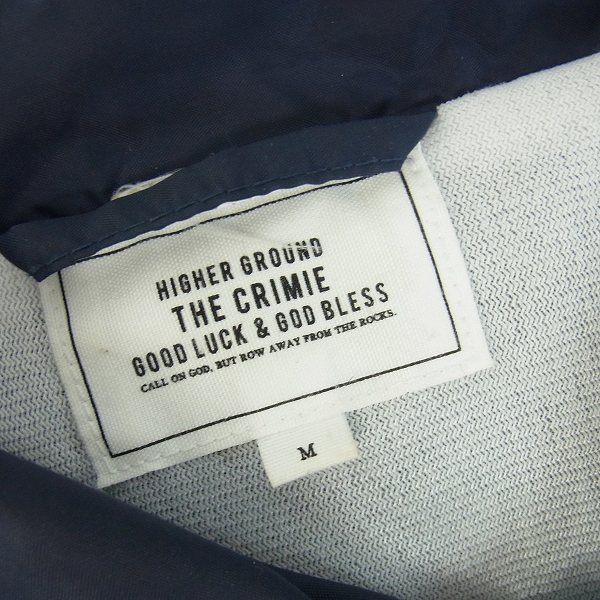 HIGHER GROUND
THE CRIMIE
GOOD LUCK & GOD BLESS
CALL ON GOD, BUT ROW AWAY FROM THE ROCKS.
M